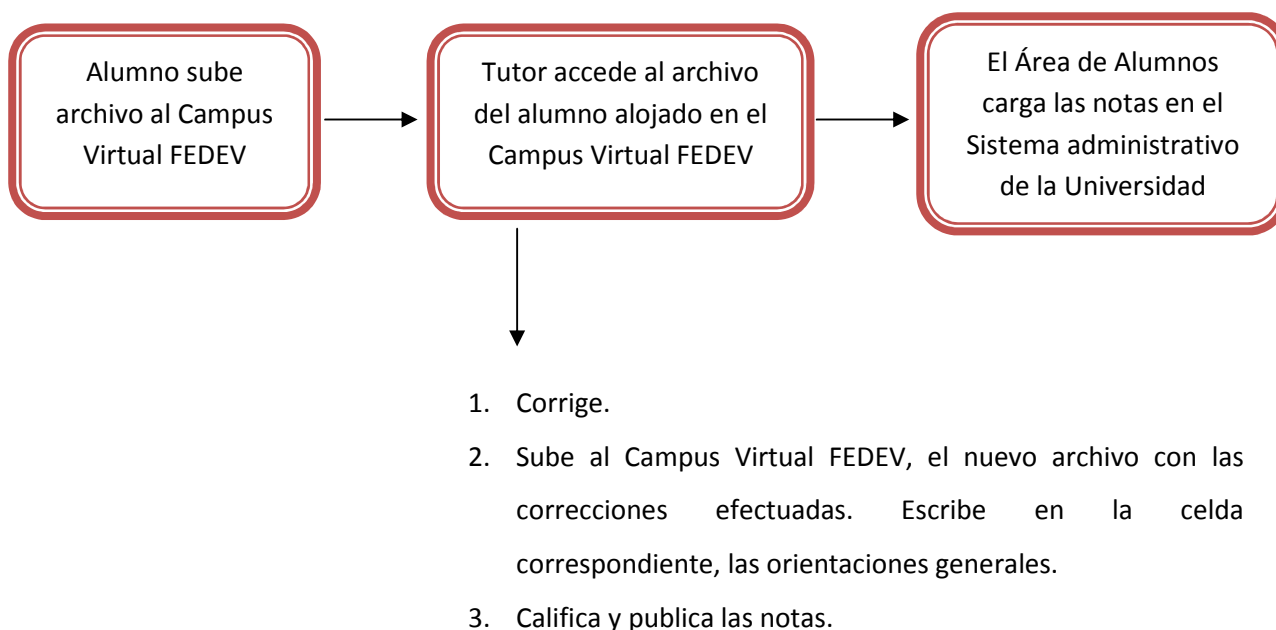 Alumno sube
archivo al Campus
Virtual FEDEV
Tutor accede al archivo
del alumno alojado en el
Campus Virtual FEDEV
El Área de Alumnos
carga las notas en el
Sistema administrativo
de la Universidad
1. Corrige.
2. Sube al Campus Virtual FEDEV, el nuevo archivo con las
correcciones efectuadas. Escribe en la celda
correspondiente, las orientaciones generales.
3. Califica y publica las notas.